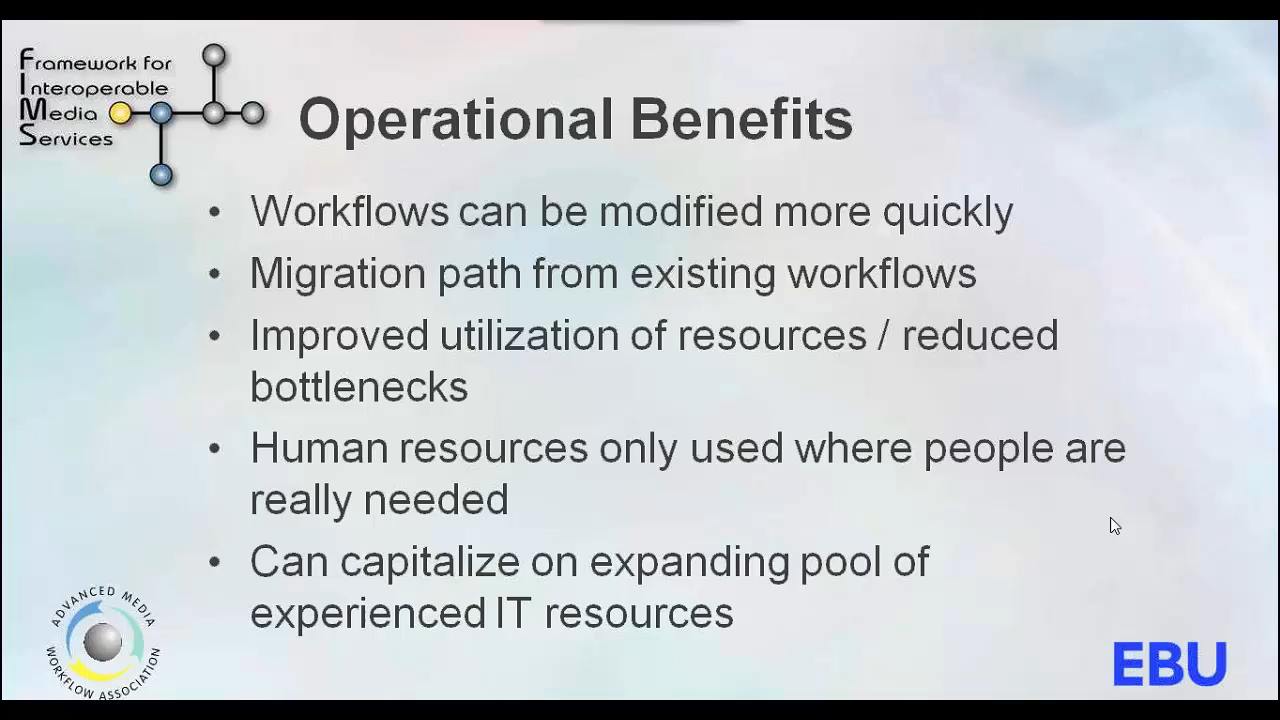 Framework for
Interoperable
Media
Services
Operational Benefits
• Workflows can be modified more quickly
• Migration path from existing workflows
• Improved utilization of resources / reduced
bottlenecks
• Human resources only used where people are
really needed
• Can capitalize on expanding pool of
experienced IT resources
ADVANCED MEDIA
WORKFLOW ASSOCIATION
EBU